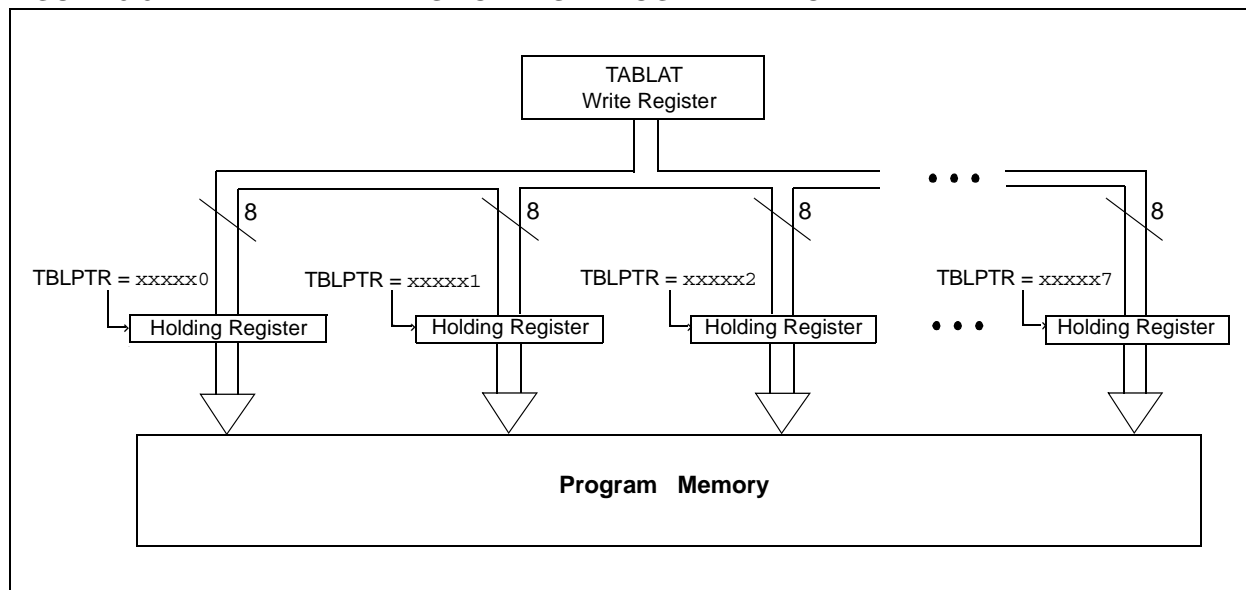 TABLAT
Write Register
8
8
8
8
TBLPTR = xxxxx0
TBLPTR = xxxxx1
TBLPTR = xxxxx2
TBLPTR = xxxxx7
Holding Register
Holding Register
Holding Register
Holding Register
Program Memory